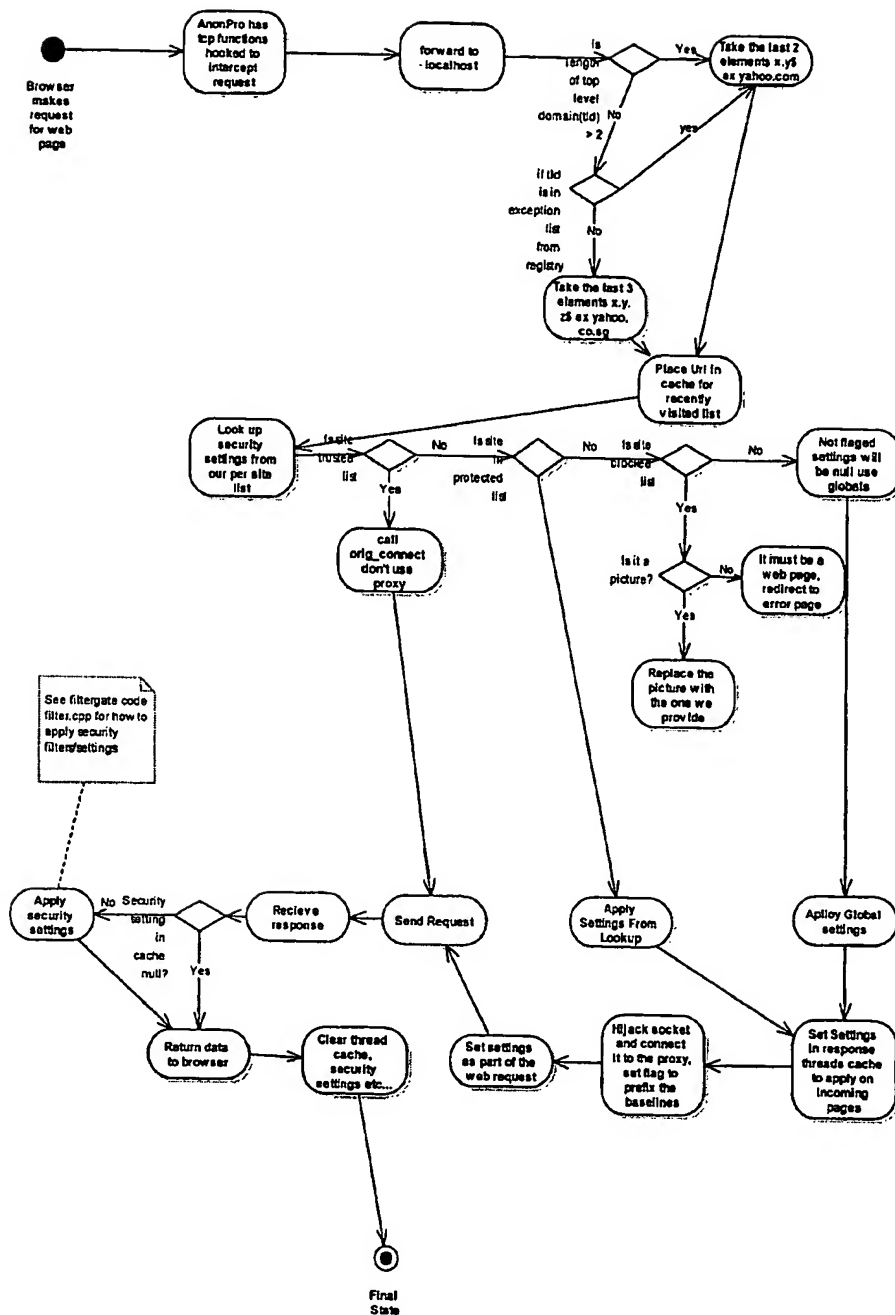 AnonPro has
tcp functions
hooked to
intercept
request
forward to
- localhost
Is
length
of top
level
domain(tld)
> 2
Yes
Take the last 2
elements x.y$
ex yahoo.com
Browser
makes
request
for web
page
No
yes
if tld
is in
exception
list
from
registry
No
Take the last 3
elements x.y.
z$ ex yahoo.
co.sg
Place Url in
cache for
recently
visited list
Look up
security
settings from
our per site
list
Is site
trusted
list
No
Is site
in
protected
list
No
Is site
blocked
list
No
Not flaged
settings will
be null use
globals
Yes
Yes
call
orig_connect
don't use
proxy
Is it a
picture?
No
It must be a
web page,
redirect to
error page
Yes
Replace the
picture with
the one we
provide
See filtergate code
filter.cpp for how to
apply security
filters/settings
Apply
security
settings
No
Security
setting
in
cache
null?
Yes
Recieve
response
Send Request
Apply
Settings From
Lookup
Aplloy Global
settings
Return data
to browser
Clear thread
cache,
security
settings etc...
Set settings
as part of the
web request
Hijack socket
and connect
it to the proxy,
set flag to
prefix the
baselines
Set Settings
in response
threads cache
to apply on
incoming
pages
Final
State